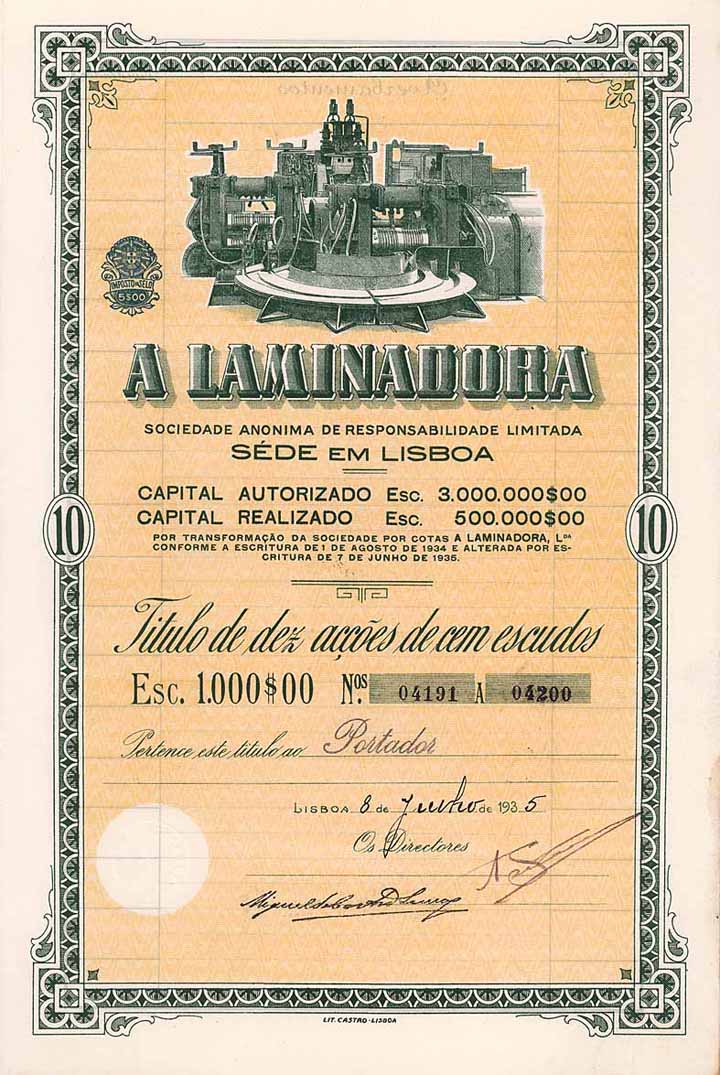 IMPOSTO DO SELO
5$00
A LAMINADORA
SOCIEDADE ANONIMA DE RESPONSABILIDADE LIMITADA
SÉDE EM LISBOA
CAPITAL AUTORIZADO Esc. 3.000.000$00
CAPITAL REALIZADO Esc. 500.000$00
POR TRANSFORMAÇÃO DA SOCIEDADE POR COTAS A LAMINADORA, LDA
CONFORME A ESCRITURA DE 1 DE AGOSTO DE 1934 E ALTERADA POR ES-
CRITURA DE 7 DE JUNHO DE 1935.
10 10
Titulo de dez acções de cem escudos
Esc. 1.000$00 N.os 04191 A 04200
Pertence este titulo ao Portador
LISBOA 8 de Junho de 1935
Os Directores
LIT. CASTRO-LISBOA